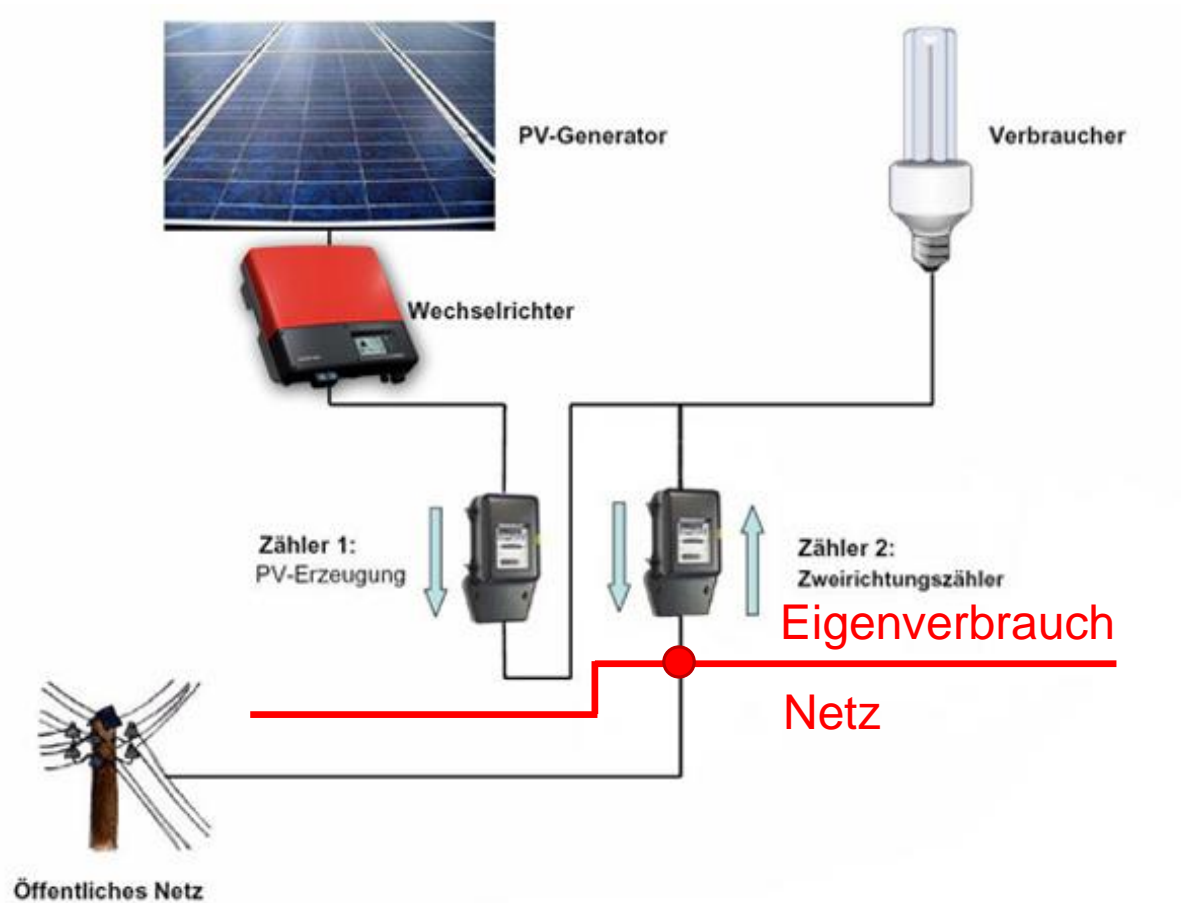 PV-Generator
Verbraucher
Wechselrichter
Zähler 1:
PV-Erzeugung
Zähler 2:
Zweirichtungszähler
Eigenverbrauch
Netz
Öffentliches Netz